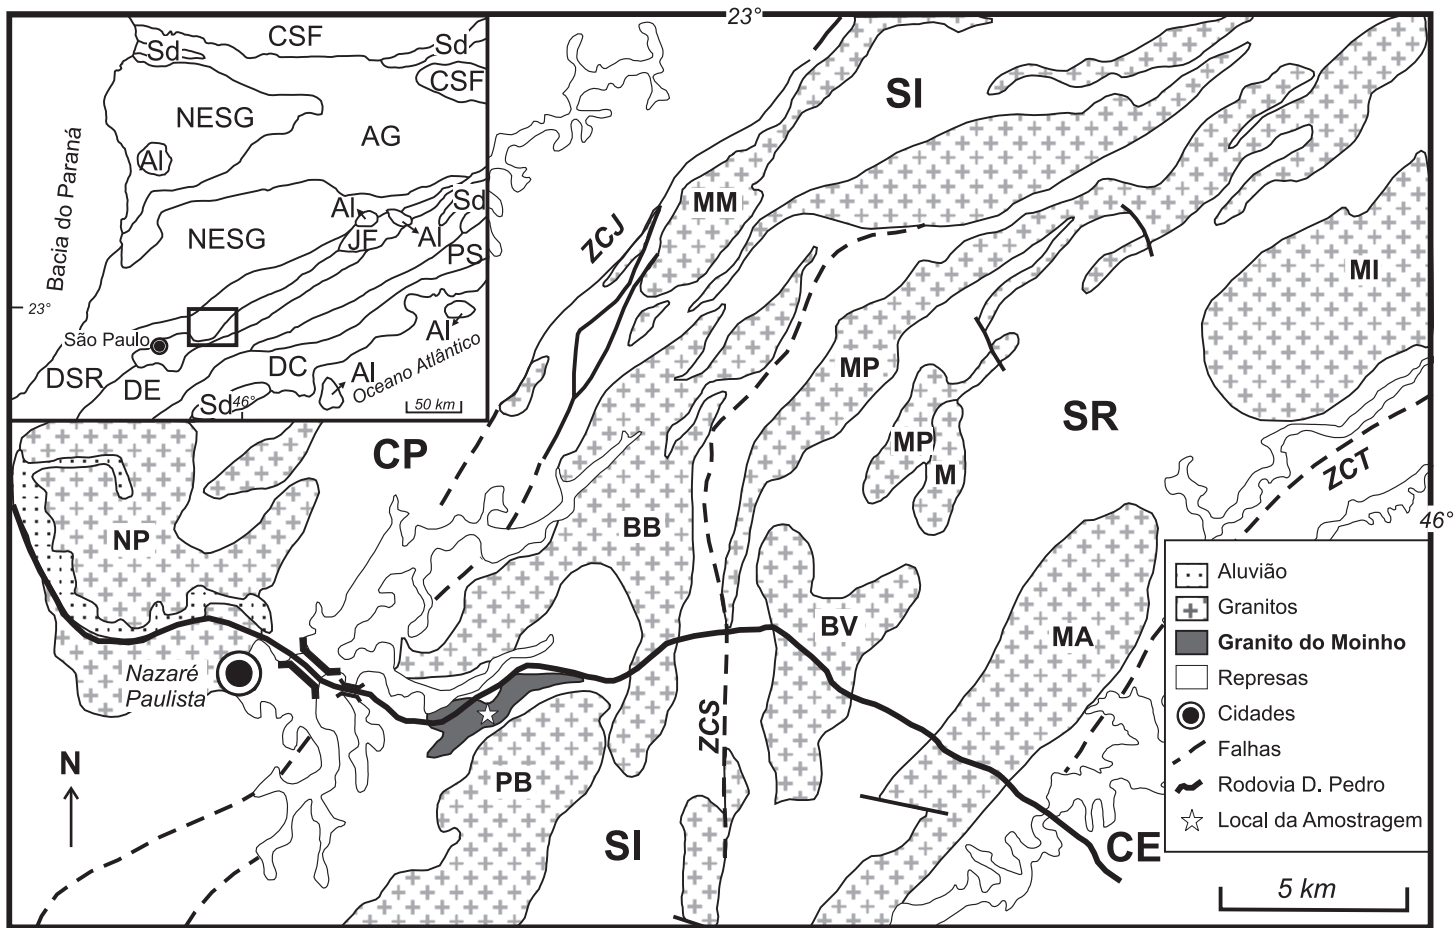 23°
CSF
Sd
Sd
CSF
NESG
AG
Al
Bacia do Paraná
Al
Sd
NESG
JF
Al
PS
23°
São Paulo
Al
DC
Al
DSR
DE
Oceano Atlântico
Sd
46°
50 km
SI
MM
ZCJ
MI
MP
SR
CP
MP
M
ZCT
46°
NP
BB
BV
MA
Nazaré
Paulista
ZCS
N
PB
SI
CE
Aluvião
Granitos
Granito do Moinho
Represas
Cidades
Falhas
Rodovia D. Pedro
Local da Amostragem
5 km